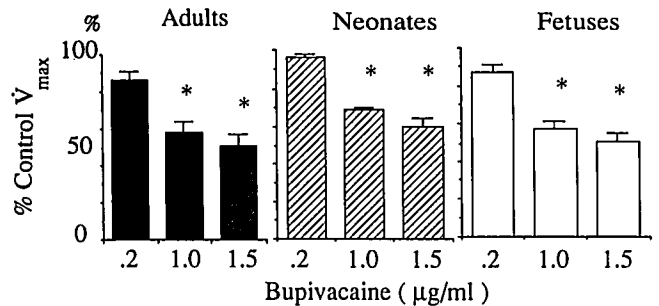 % Adults Neonates Fetuses
100
* * * * * *
50
0
.2 1.0 1.5 .2 1.0 1.5 .2 1.0 1.5
Bupivacaine ( μg/ml )
% Control V̇max